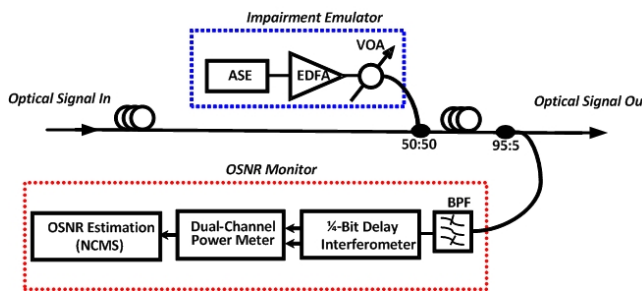 Impairment Emulator
VOA
ASE
EDFA
Optical Signal In
Optical Signal Ou
50:50
95:5
OSNR Monitor
BPF
OSNR Estimation
(NCMS)
Dual-Channel
Power Meter
¼-Bit Delay
Interferometer